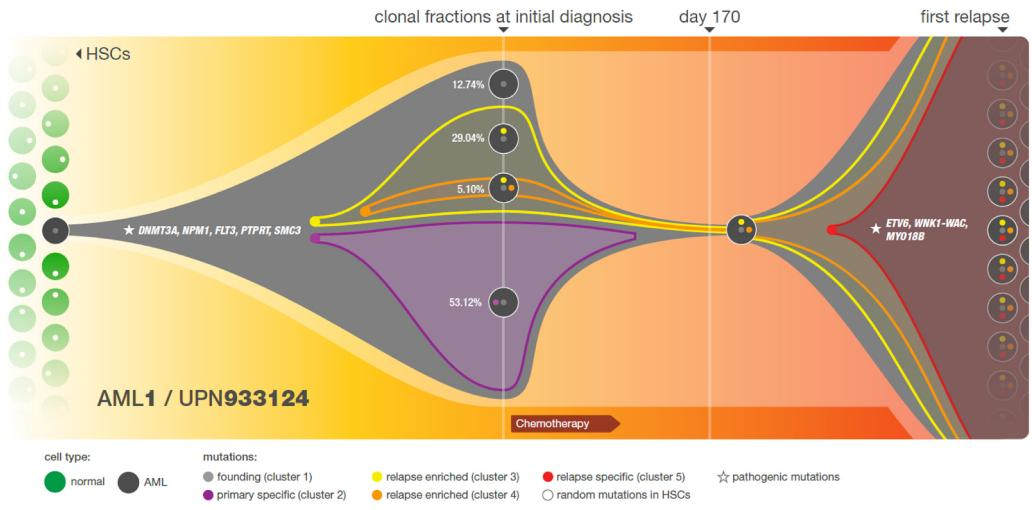 clonal fractions at initial diagnosis
day 170
first relapse
HSCs
12.74%
29.04%
5.10%
DNMT3A, NPM1, FLT3, PTPRT, SMC3
ETV6, WNK1-WAC,
MYO18B
53.12%
AML1 / UPN933124
Chemotherapy
cell type:
normal
AML
mutations:
founding (cluster 1)
primary specific (cluster 2)
relapse enriched (cluster 3)
relapse enriched (cluster 4)
relapse specific (cluster 5)
random mutations in HSCs
pathogenic mutations